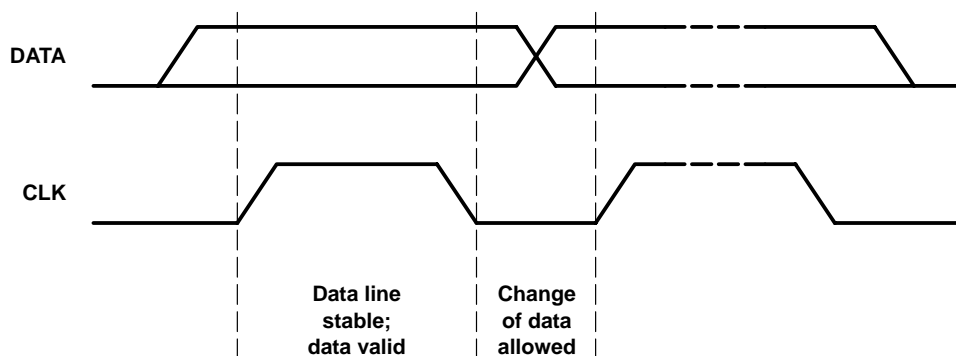 DATA
CLK
Data line
stable;
data valid
Change
of data
allowed